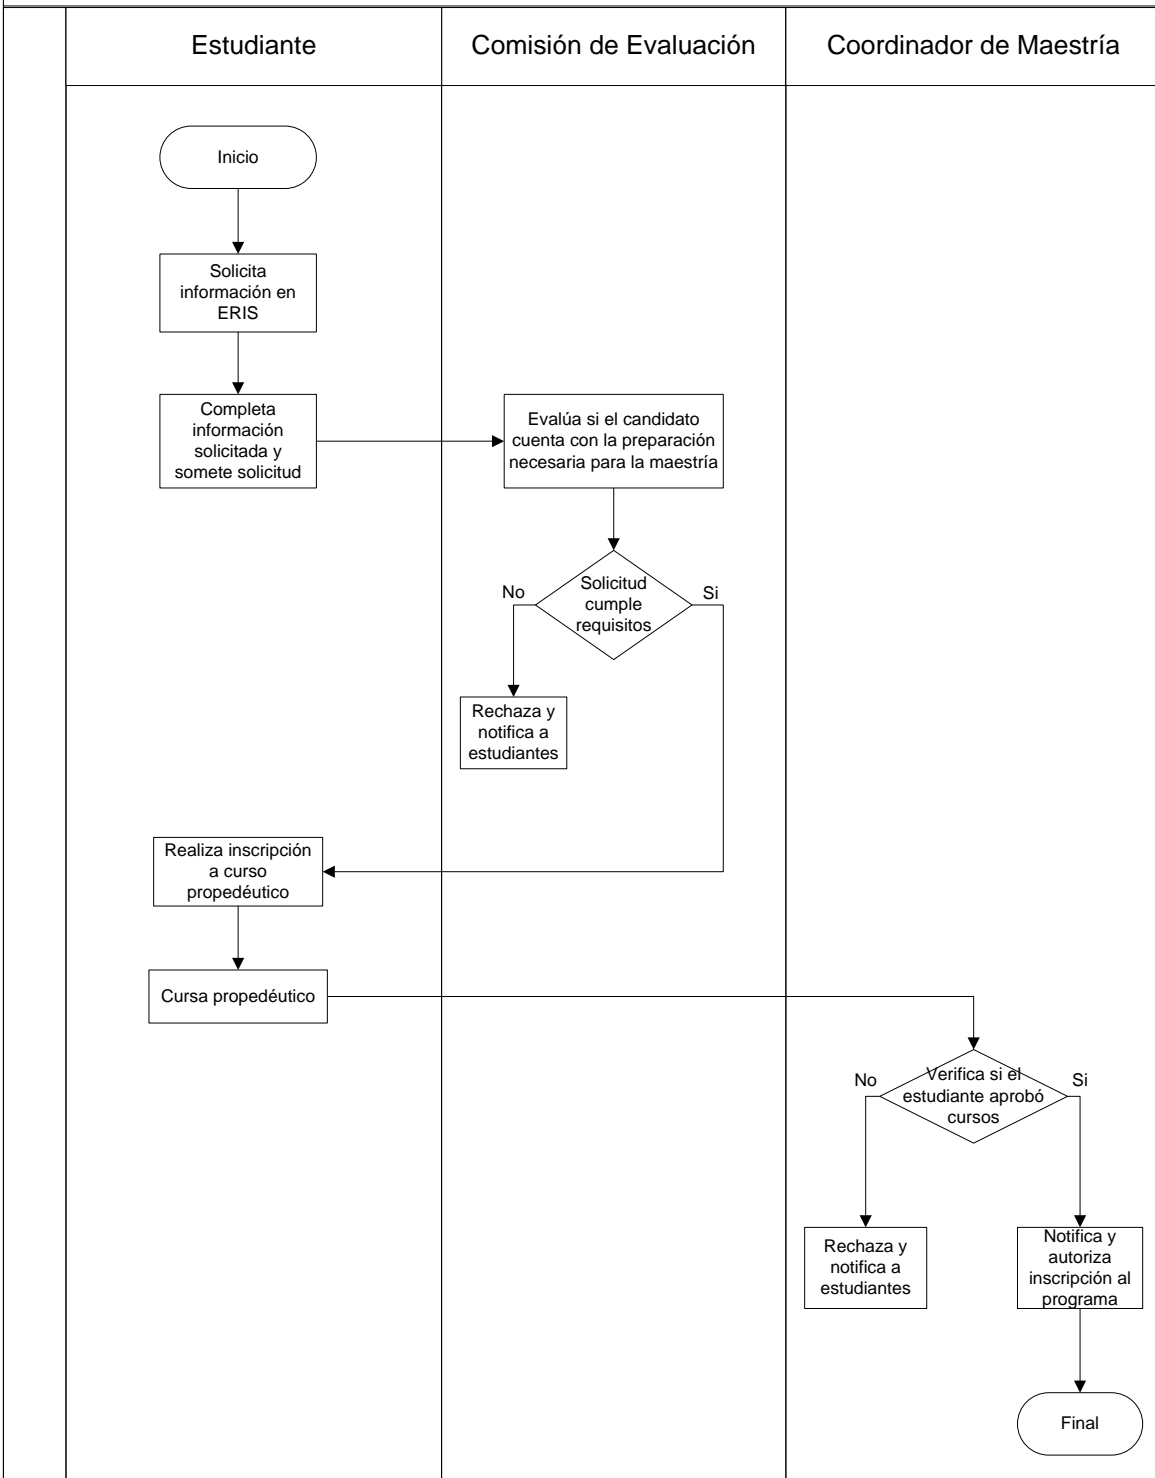 Estudiante
Comisión de Evaluación
Coordinador de Maestría
Inicio
Solicita
información en
ERIS
Completa
información
solicitada y
somete solicitud
Evalúa si el candidato
cuenta con la preparación
necesaria para la maestría
Solicitud
cumple
requisitos
No
Si
Rechaza y
notifica a
estudiantes
Realiza inscripción
a curso
propedéutico
Cursa propedéutico
Verifica si el
estudiante aprobó
cursos
No
Si
Rechaza y
notifica a
estudiantes
Notifica y
autoriza
inscripción al
programa
Final